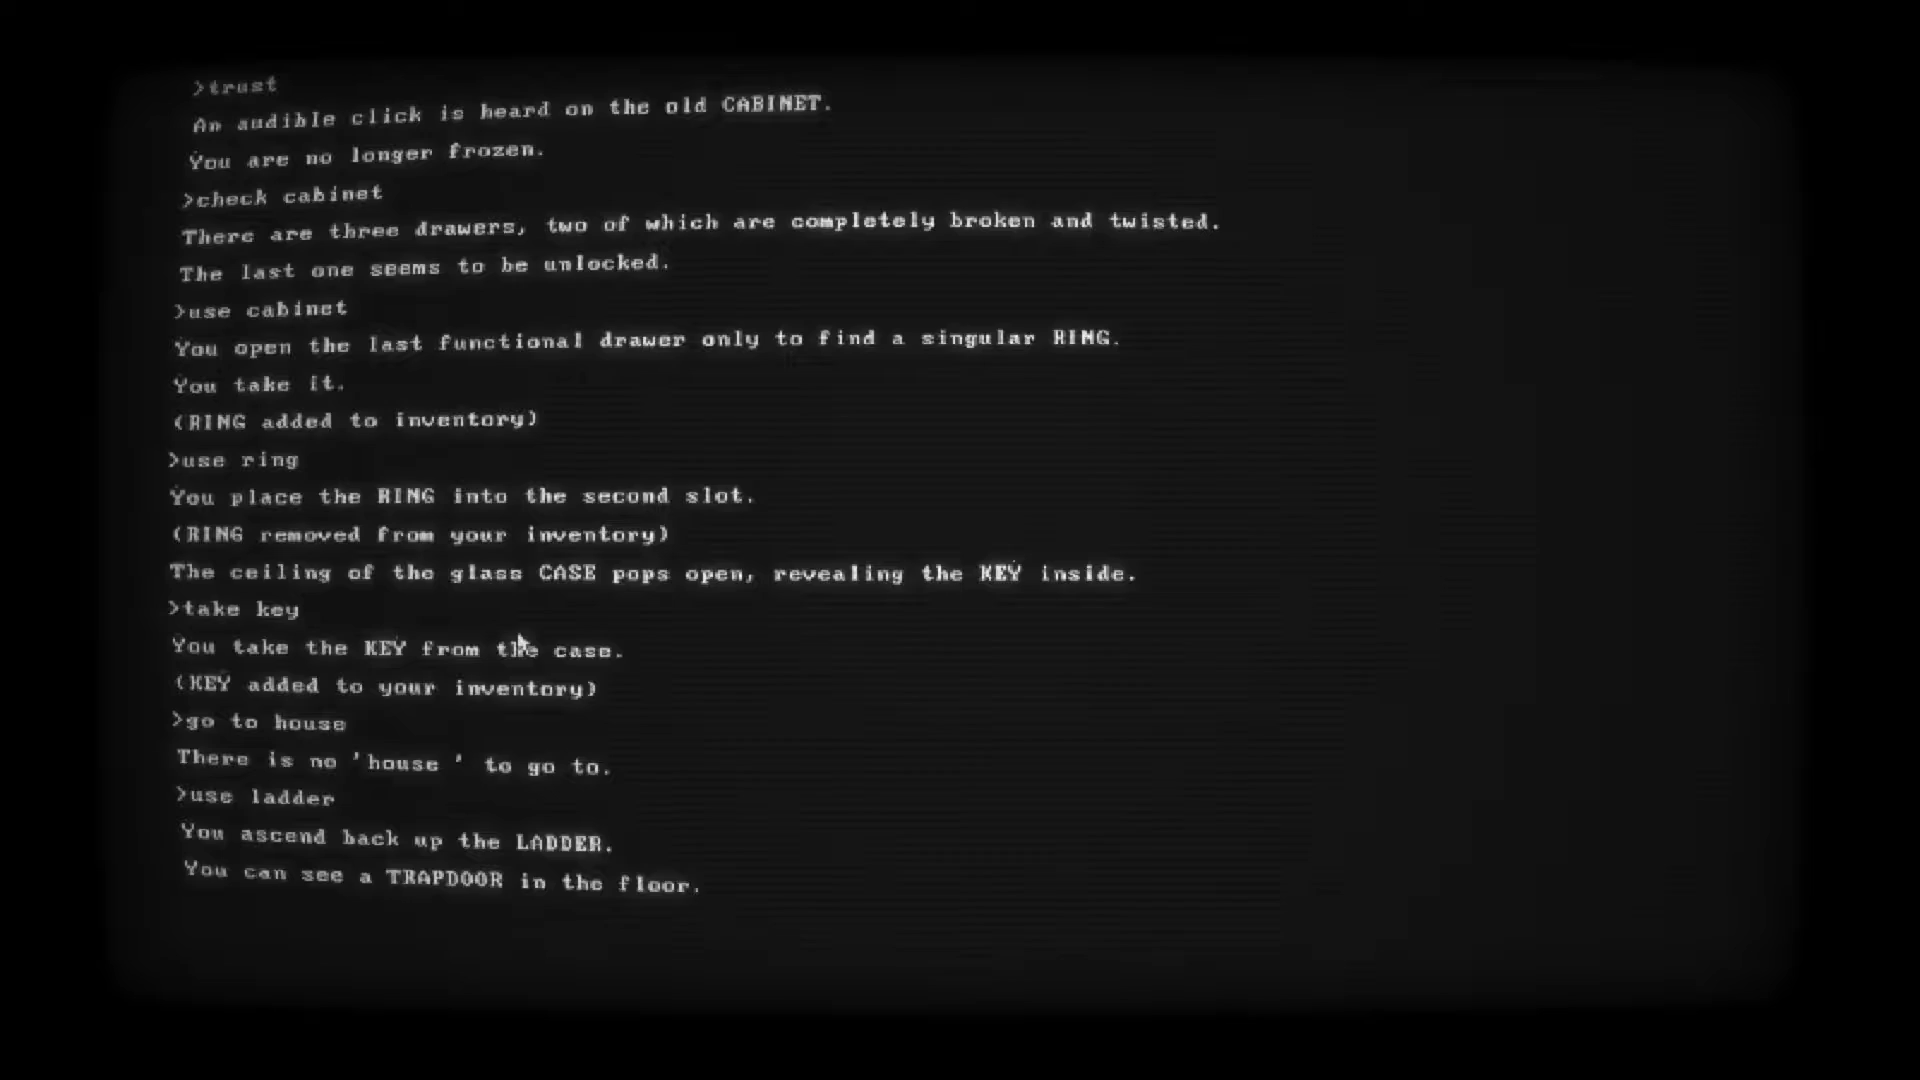 >trust
An audible click is heard on the old CABINET.
You are no longer frozen.
>check cabinet
There are three drawers, two of which are completely broken and twisted.
The last one seems to be unlocked.
>use cabinet
You open the last functional drawer only to find a singular RING.
You take it.
(RING added to inventory)
>use ring
You place the RING into the second slot.
(RING removed from your inventory)
The ceiling of the glass CASE pops open, revealing the KEY inside.
>take key
You take the KEY from the case.
(KEY added to your inventory)
>go to house
There is no 'house ' to go to.
>use ladder
You ascend back up the LADDER.
You can see a TRAPDOOR in the floor.